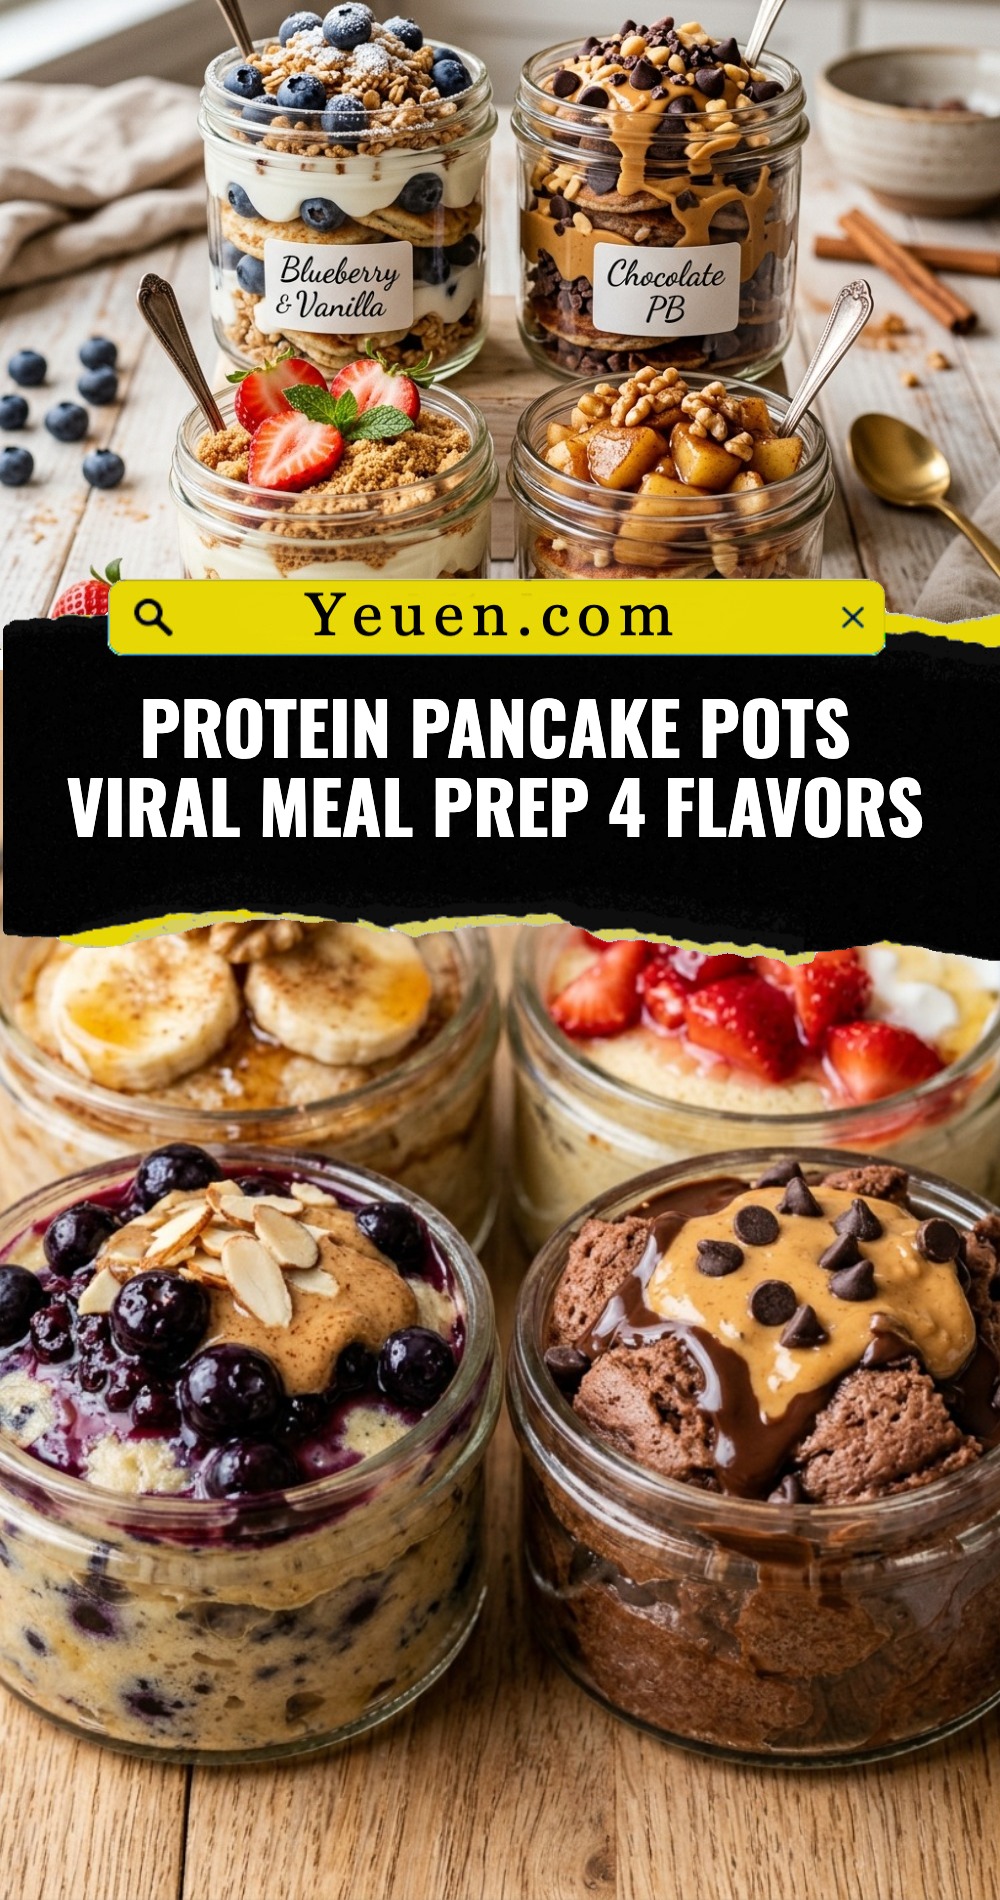 Blueberry
& Vanilla
Chocolate
PB
Yeuen.com
PROTEIN PANCAKE POTS
VIRAL MEAL PREP 4 FLAVORS